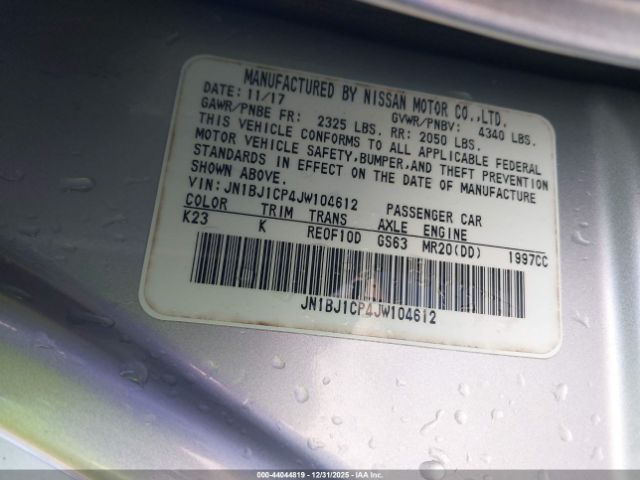 MANUFACTURED BY NISSAN MOTOR CO.,LTD.
DATE: 11/17 GVWR/PNBV: 4340 LBS.
GAWR/PNBE FR: 2325 LBS. RR: 2050 LBS.
THIS VEHICLE CONFORMS TO ALL APPLICABLE FEDERAL
MOTOR VEHICLE SAFETY,BUMPER,AND THEFT PREVENTION
STANDARDS IN EFFECT ON THE DATE OF MANUFACTURE
SHOWN ABOVE.
VIN: JN1BJ1CP4JW104612 PASSENGER CAR
COLOR TRIM TRANS AXLE ENGINE
K23 K RE0F10D GS63 MR20(DD) 1997CC
JN1BJ1CP4JW104612
000-44044819 - 12/31/2025 - IAA Inc.